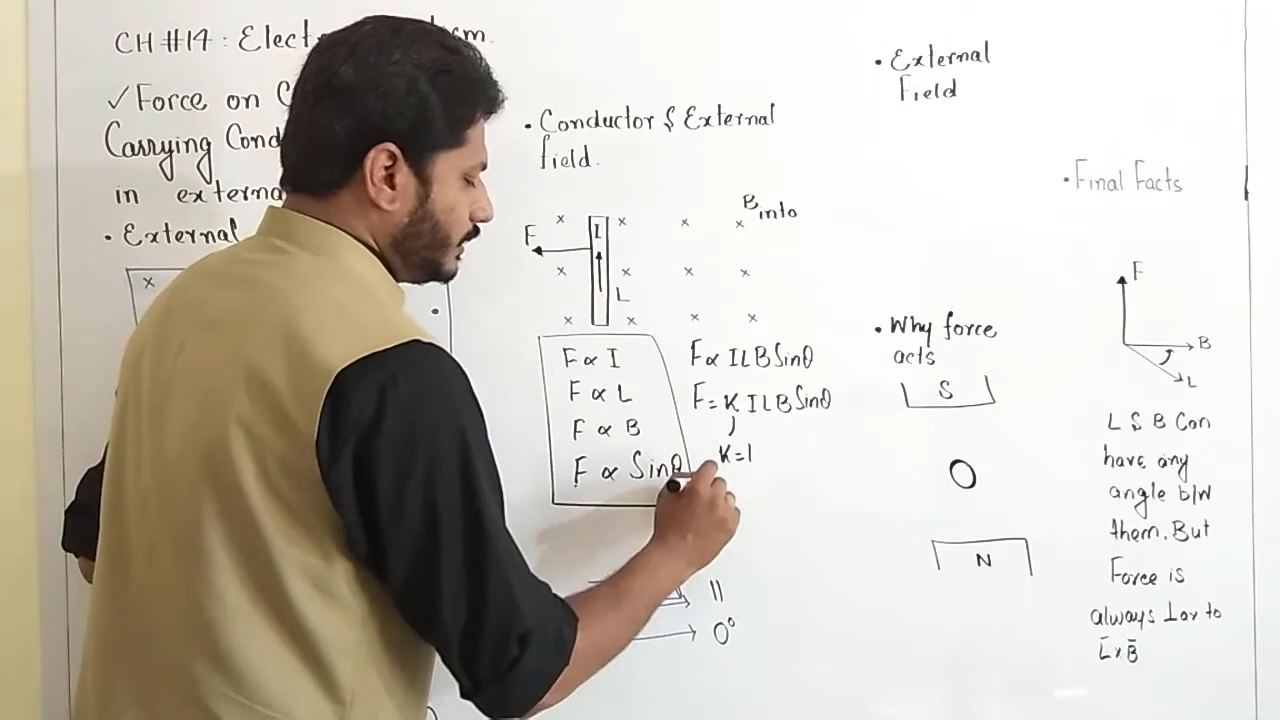 CH #14: Elect
✓ Force on C
Carrying Cond
in externa
• External
x
• Conductor & External
field.
x x x x B into
F I
x x x x
L
x x x x
F ∝ I
F ∝ L
F ∝ B
F ∝ Sinθ
F ∝ ILBSinθ
F = K ILBSinθ
K=1
||
0°
• External
Field
• Why force
acts
S
N
• Final Facts
F
B
L
L & B Can
have any
angle b/w
them. But
Force is
always ⊥ar to
L̄ x B̄